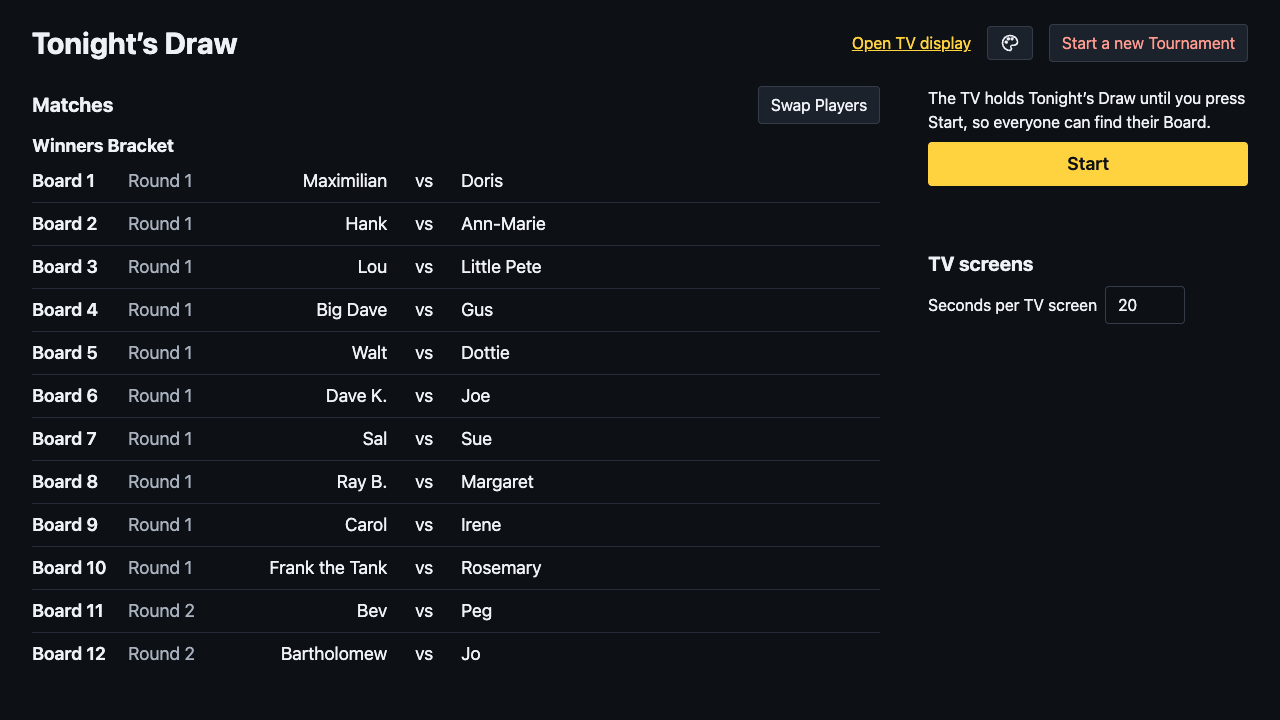 Tonight's Draw
Open TV display
Start a new Tournament
Matches
Swap Players
Winners Bracket
Board 1 Round 1 Maximilian vs Doris
Board 2 Round 1 Hank vs Ann-Marie
Board 3 Round 1 Lou vs Little Pete
Board 4 Round 1 Big Dave vs Gus
Board 5 Round 1 Walt vs Dottie
Board 6 Round 1 Dave K. vs Joe
Board 7 Round 1 Sal vs Sue
Board 8 Round 1 Ray B. vs Margaret
Board 9 Round 1 Carol vs Irene
Board 10 Round 1 Frank the Tank vs Rosemary
Board 11 Round 2 Bev vs Peg
Board 12 Round 2 Bartholomew vs Jo
The TV holds Tonight's Draw until you press
Start, so everyone can find their Board.
Start
TV screens
Seconds per TV screen 20